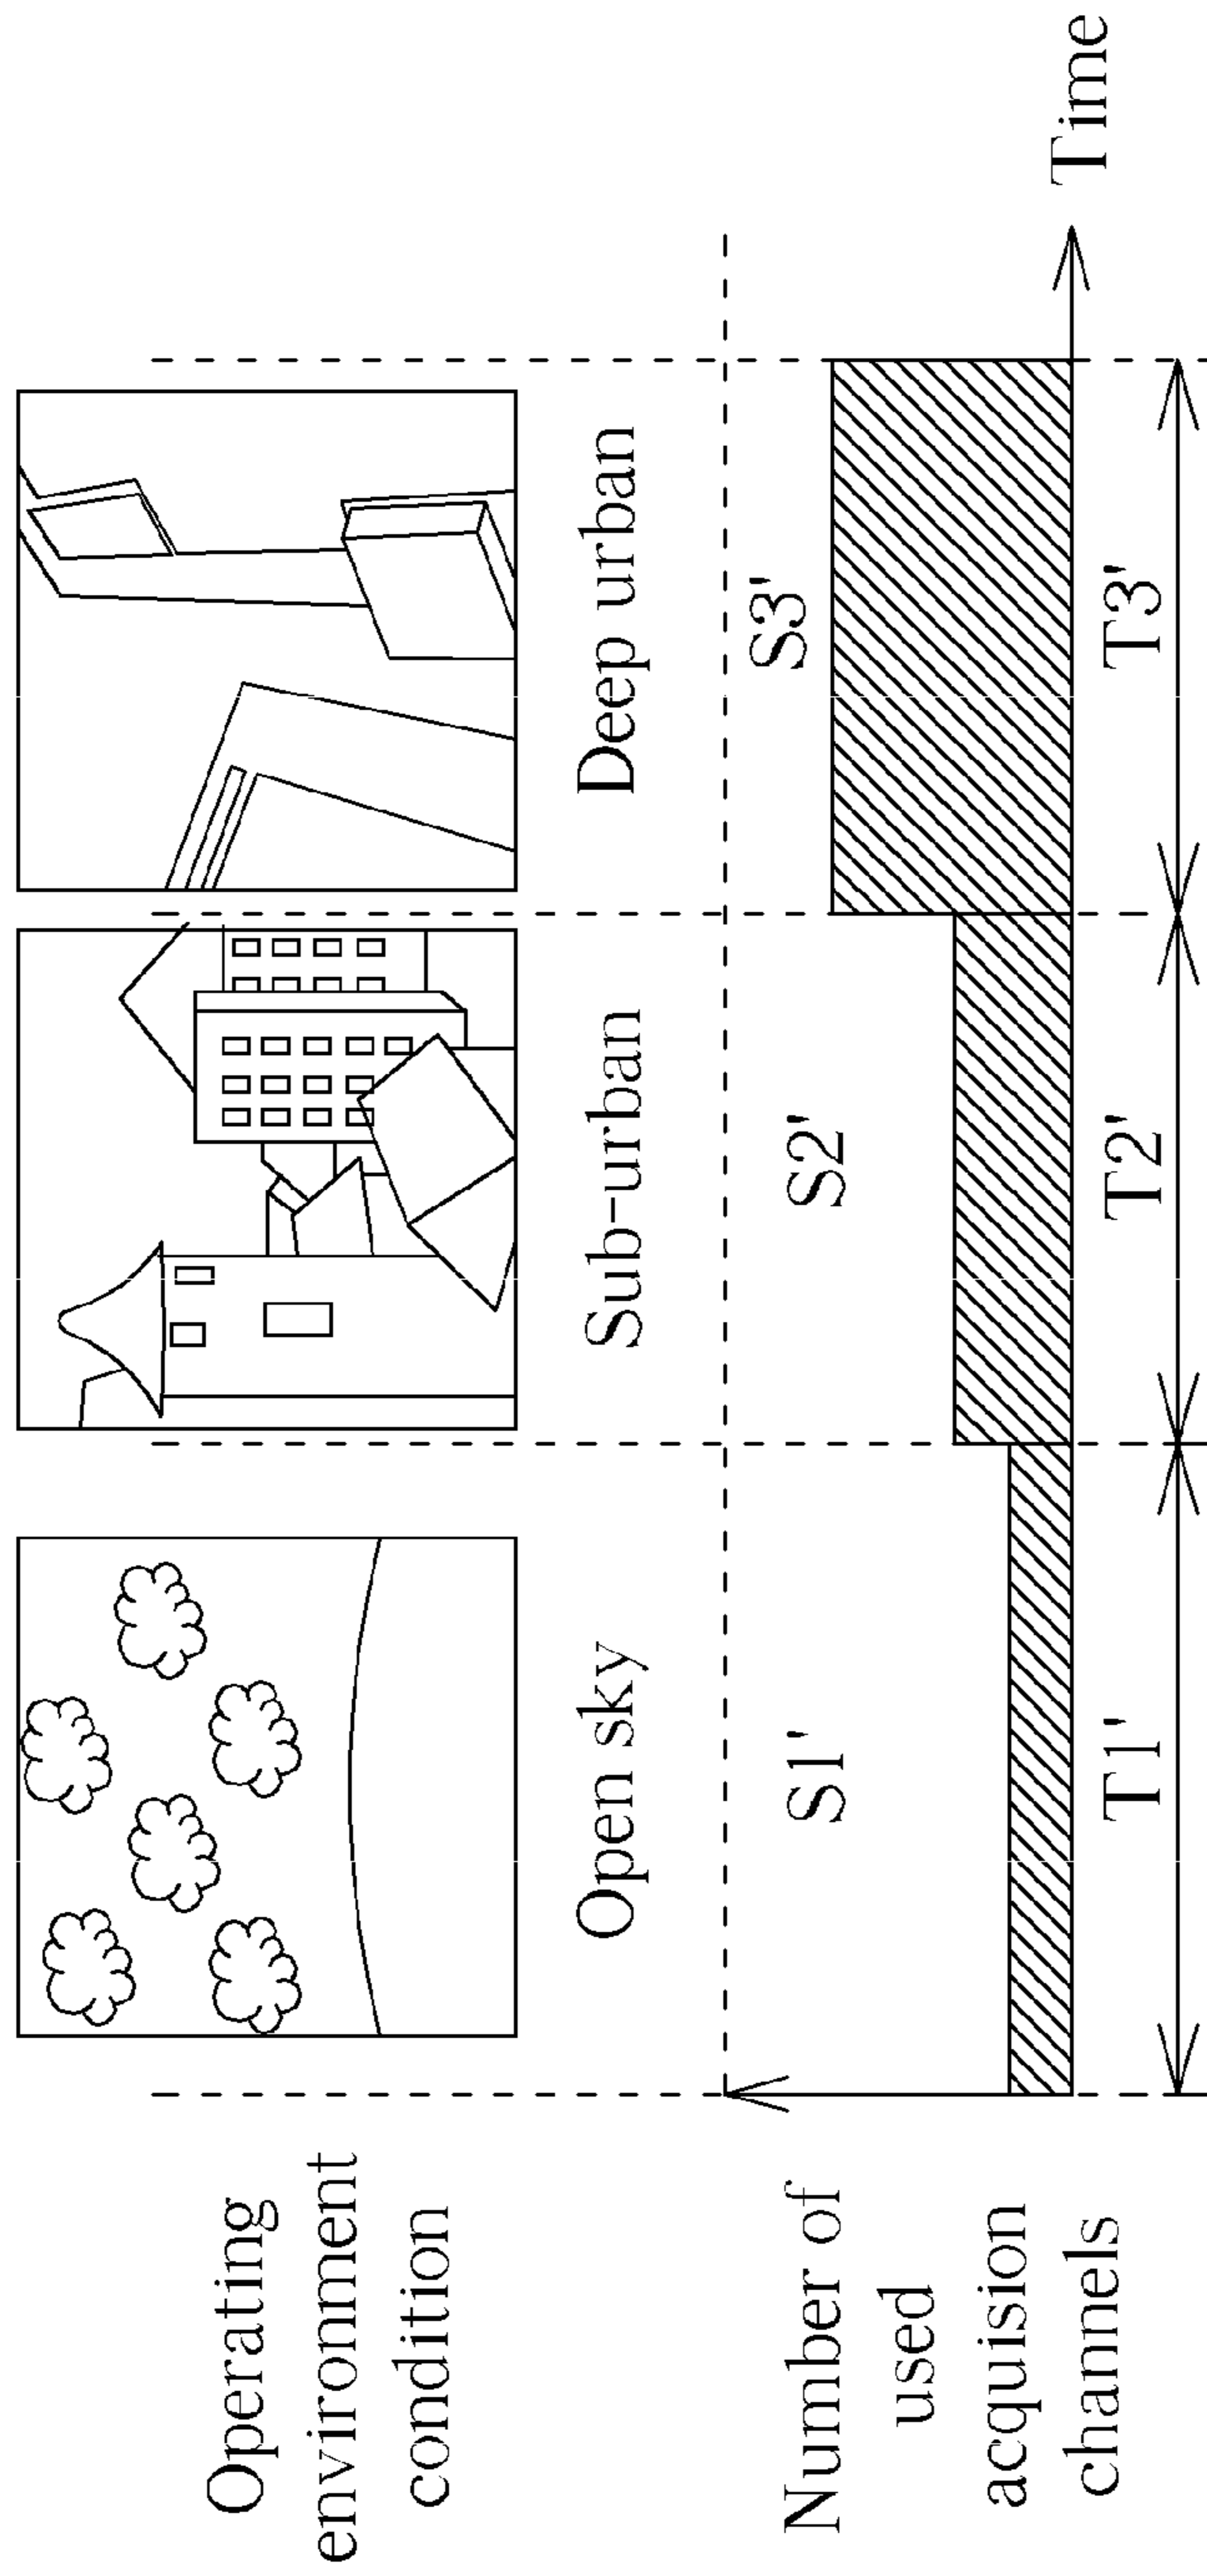 Operating
environment
condition
Open sky
Sub-urban
Deep urban
Number of
used
acquision
channels
S1'
S2'
S3'
T1'
T2'
T3'
Time